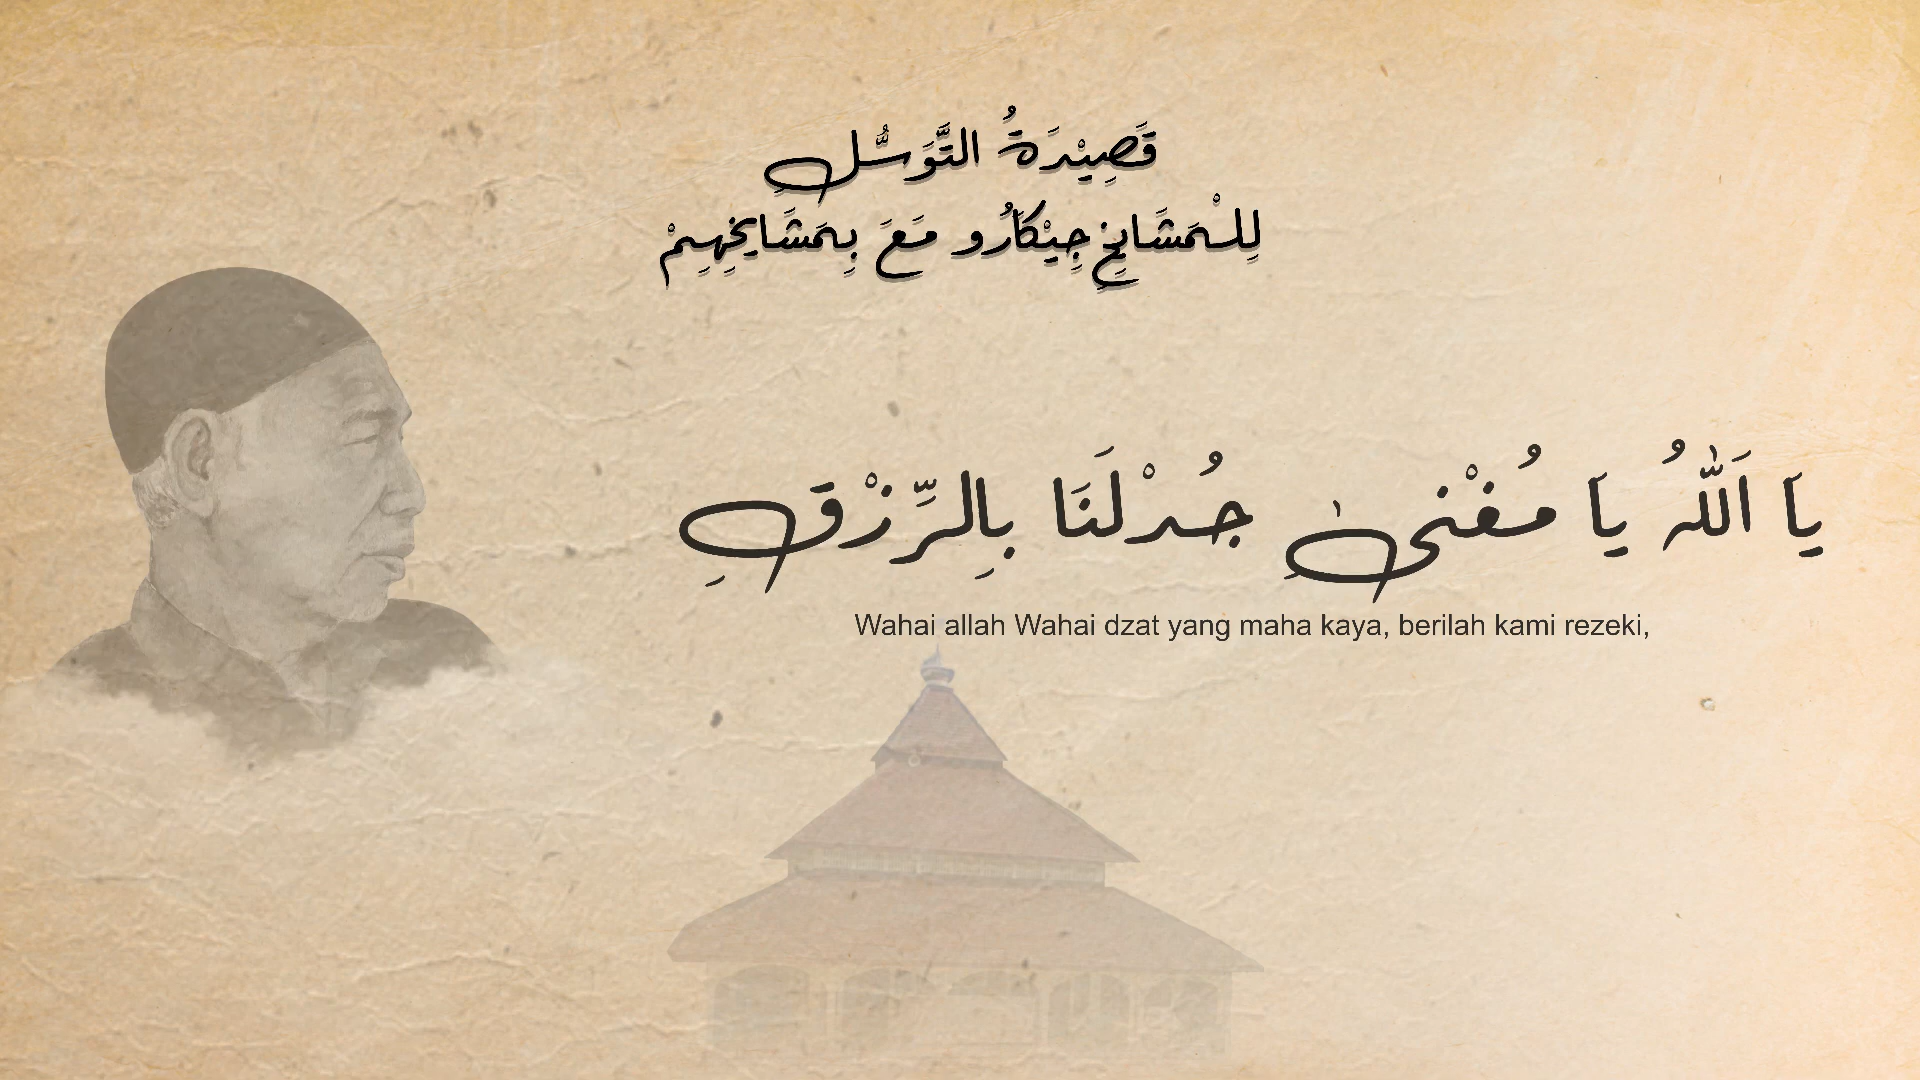 قَصِيْدَةُ التَّوَسُّلِ
لِلْمَشَايِخِ جِيْكَارُو مَعَ بِمَشَايِخِهِمْ
يَا اَللّٰهُ يَا مُغْنِىْ جُدْلَنَا بِالرِّزْقِ
Wahai allah Wahai dzat yang maha kaya, berilah kami rezeki,